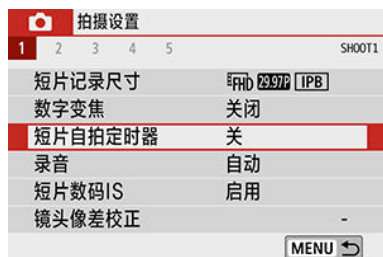 拍摄设置
1 2 3 4 5 SHOOT1
短片记录尺寸 EFHD 29.97P IPB
数字变焦 关闭
短片自拍定时器 关
录音 自动
短片数码IS 启用
镜头像差校正 -
MENU